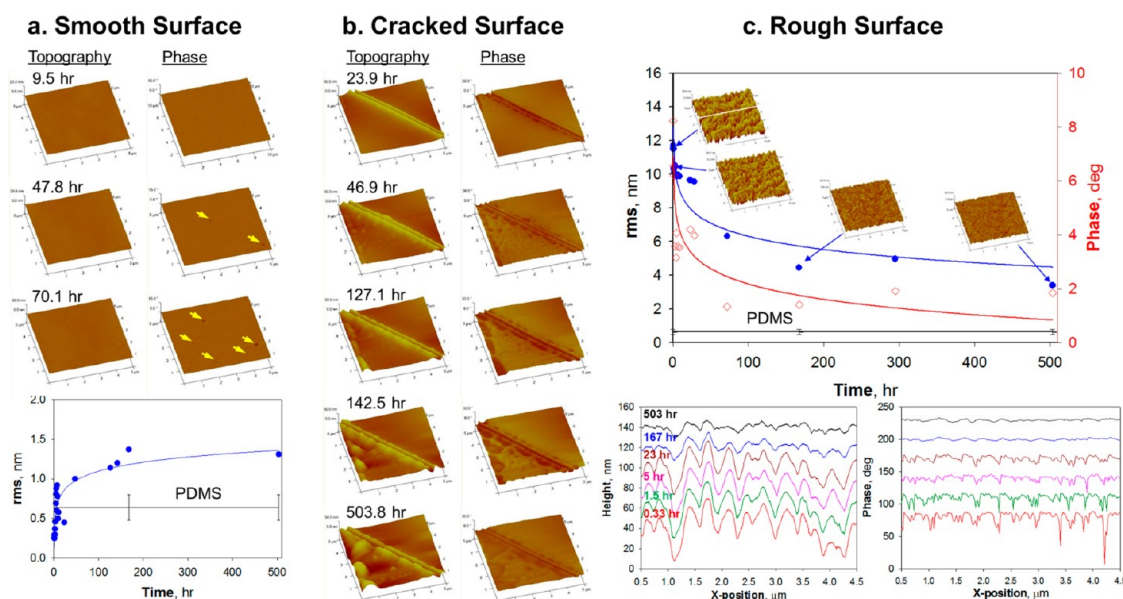 a. Smooth Surface
Topography Phase
9.5 hr
47.8 hr
70.1 hr
2.0
1.5
1.0
0.5
0.0
rms, nm
PDMS
0 100 200 300 400 500
Time, hr
b. Cracked Surface
Topography Phase
23.9 hr
46.9 hr
127.1 hr
142.5 hr
503.8 hr
c. Rough Surface
16
14
12
10
8
6
4
2
0
rms, nm
10
8
6
4
2
0
Phase, deg
PDMS
0 100 200 300 400 500
Time, hr
160
140
120
100
80
60
40
20
0
Height, nm
503 hr
167 hr
23 hr
5 hr
1.5 hr
0.33 hr
0.5 1.0 1.5 2.0 2.5 3.0 3.5 4.0 4.5
X-position, μm
250
200
150
100
50
0
Phase, deg
0.5 1.0 1.5 2.0 2.5 3.0 3.5 4.0 4.5
X-position, μm